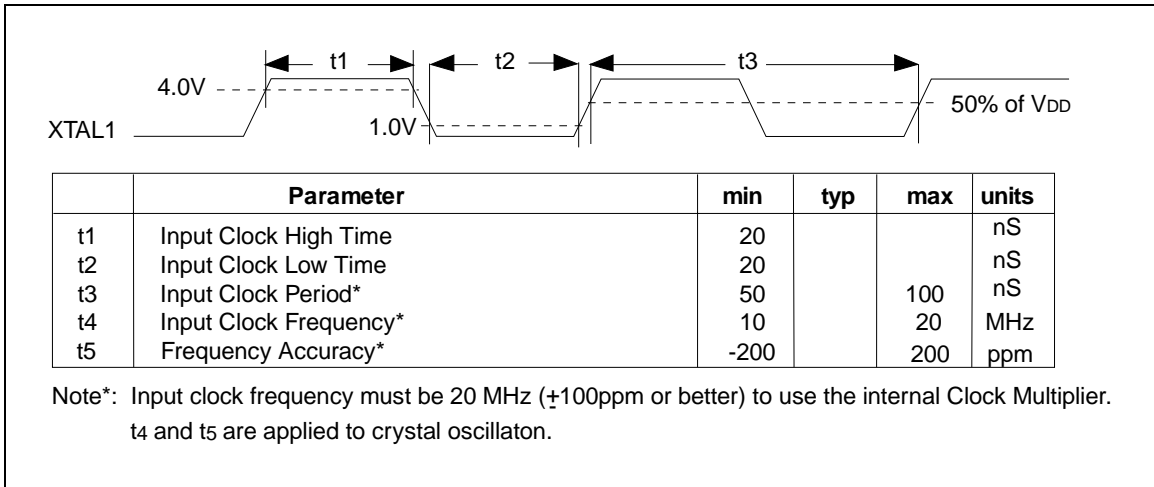 t1 t2 t3
4.0V
50% of VDD
XTAL1 1.0V
Parameter min typ max units
t1 Input Clock High Time 20 nS
t2 Input Clock Low Time 20 nS
t3 Input Clock Period* 50 100 nS
t4 Input Clock Frequency* 10 20 MHz
t5 Frequency Accuracy* -200 200 ppm
Note*: Input clock frequency must be 20 MHz (±100ppm or better) to use the internal Clock Multiplier.
t4 and t5 are applied to crystal oscillaton.